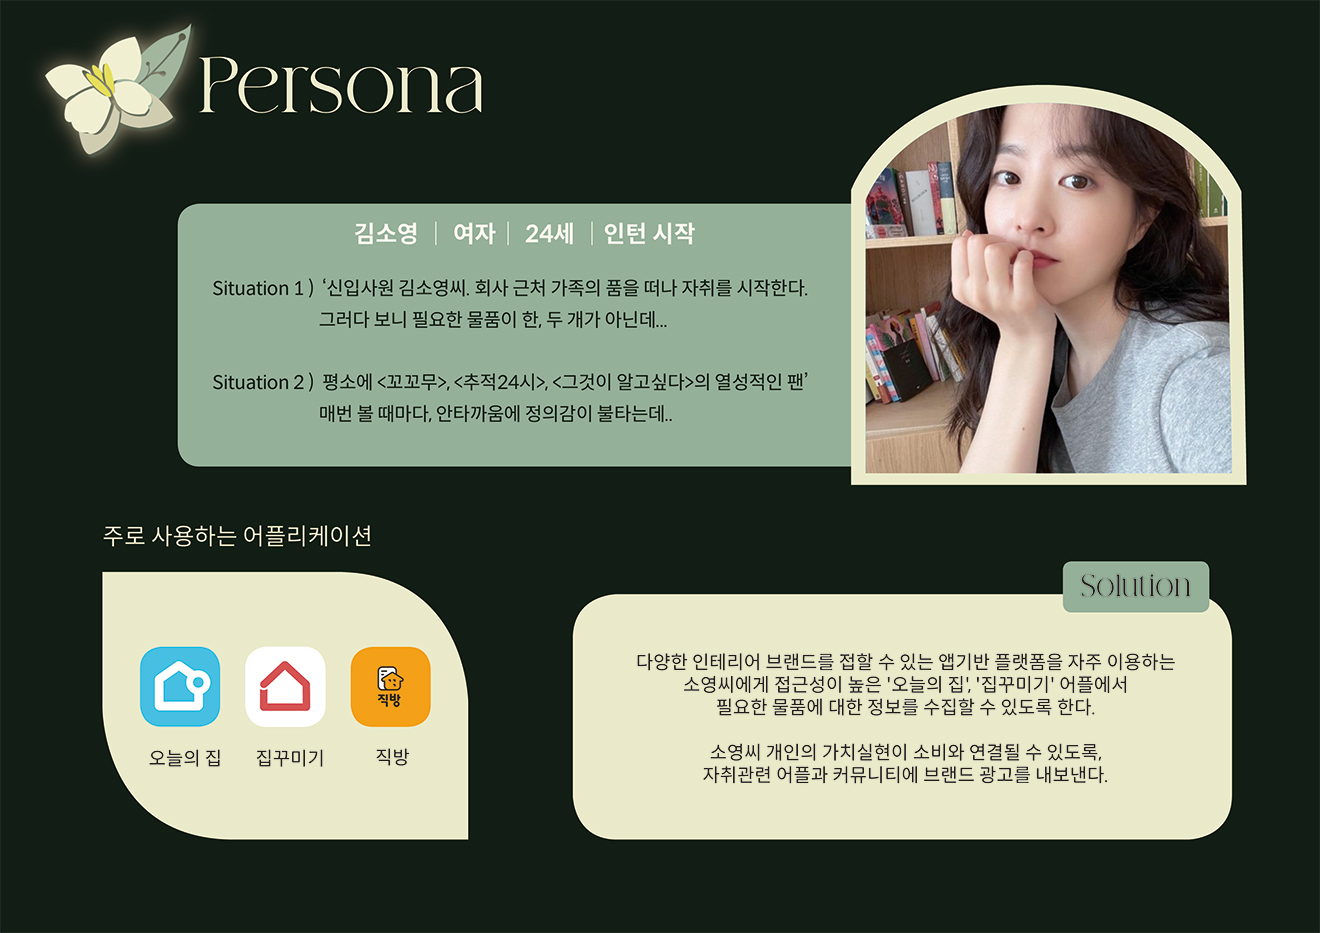 Persona
김소영 | 여자 | 24세 | 인턴 시작
Situation 1 ) ‘신입사원 김소영씨. 회사 근처 가족의 품을 떠나 자취를 시작한다.
그러다 보니 필요한 물품이 한, 두 개가 아닌데...
Situation 2 ) 평소에 <꼬꼬무>, <추적24시>, <그것이 알고싶다>의 열성적인 팬’
매번 볼 때마다, 안타까움에 정의감이 불타는데..
주로 사용하는 어플리케이션
직방
오늘의 집
집꾸미기
직방
Solution
다양한 인테리어 브랜드를 접할 수 있는 앱기반 플랫폼을 자주 이용하는
소영씨에게 접근성이 높은 '오늘의 집', '집꾸미기' 어플에서
필요한 물품에 대한 정보를 수집할 수 있도록 한다.
소영씨 개인의 가치실현이 소비와 연결될 수 있도록,
자취관련 어플과 커뮤니티에 브랜드 광고를 내보낸다.